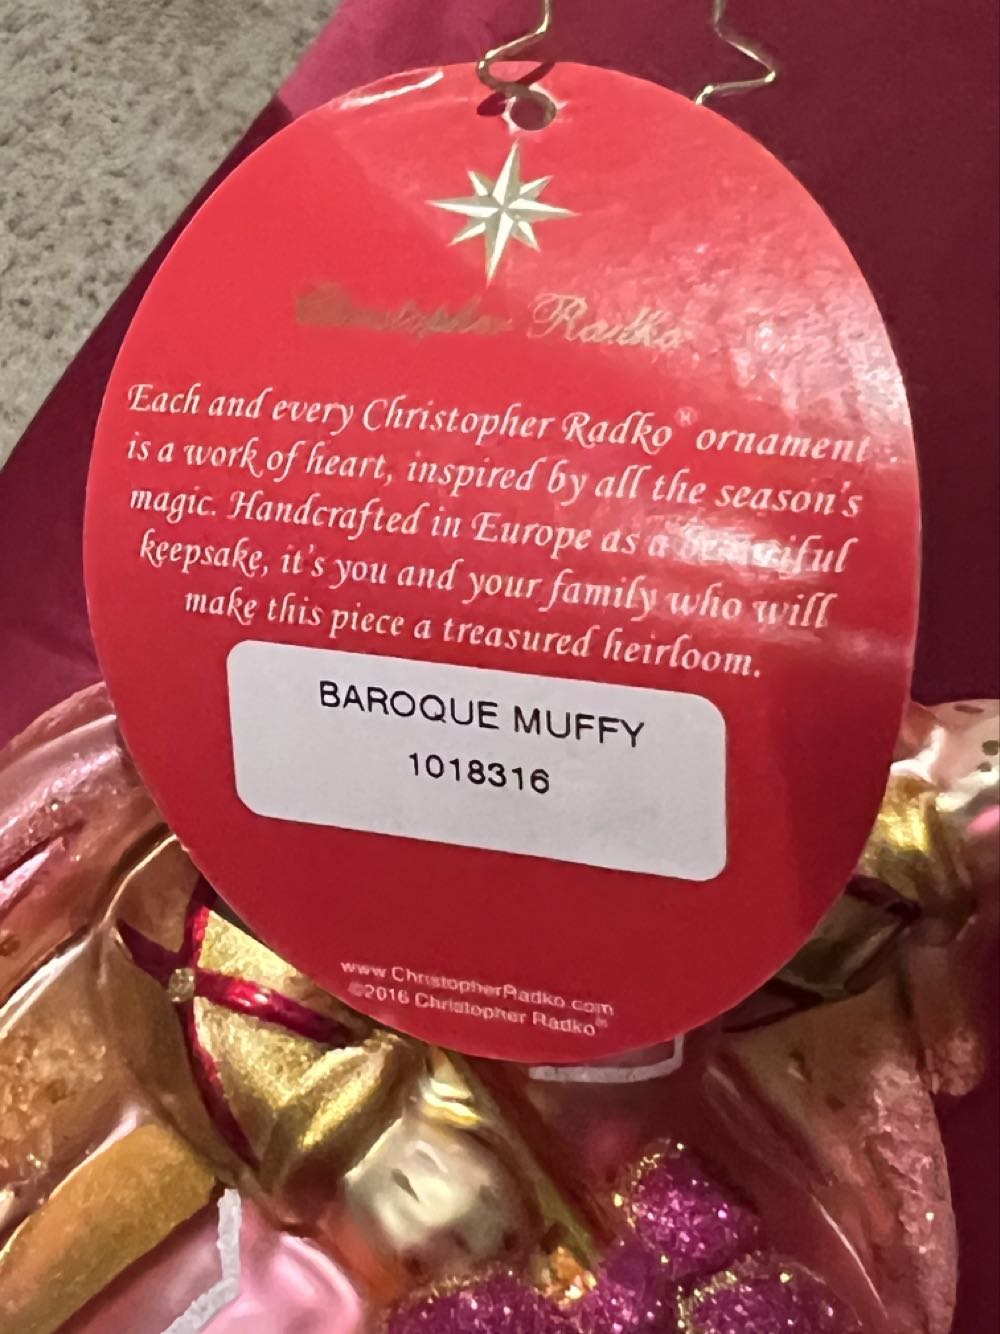 Christopher Radko
Each and every Christopher Radko® ornament
is a work of heart, inspired by all the season's
magic. Handcrafted in Europe as a beautiful
keepsake, it's you and your family who will
make this piece a treasured heirloom.
BAROQUE MUFFY
1018316
www.ChristopherRadko.com
©2016 Christopher Radko®